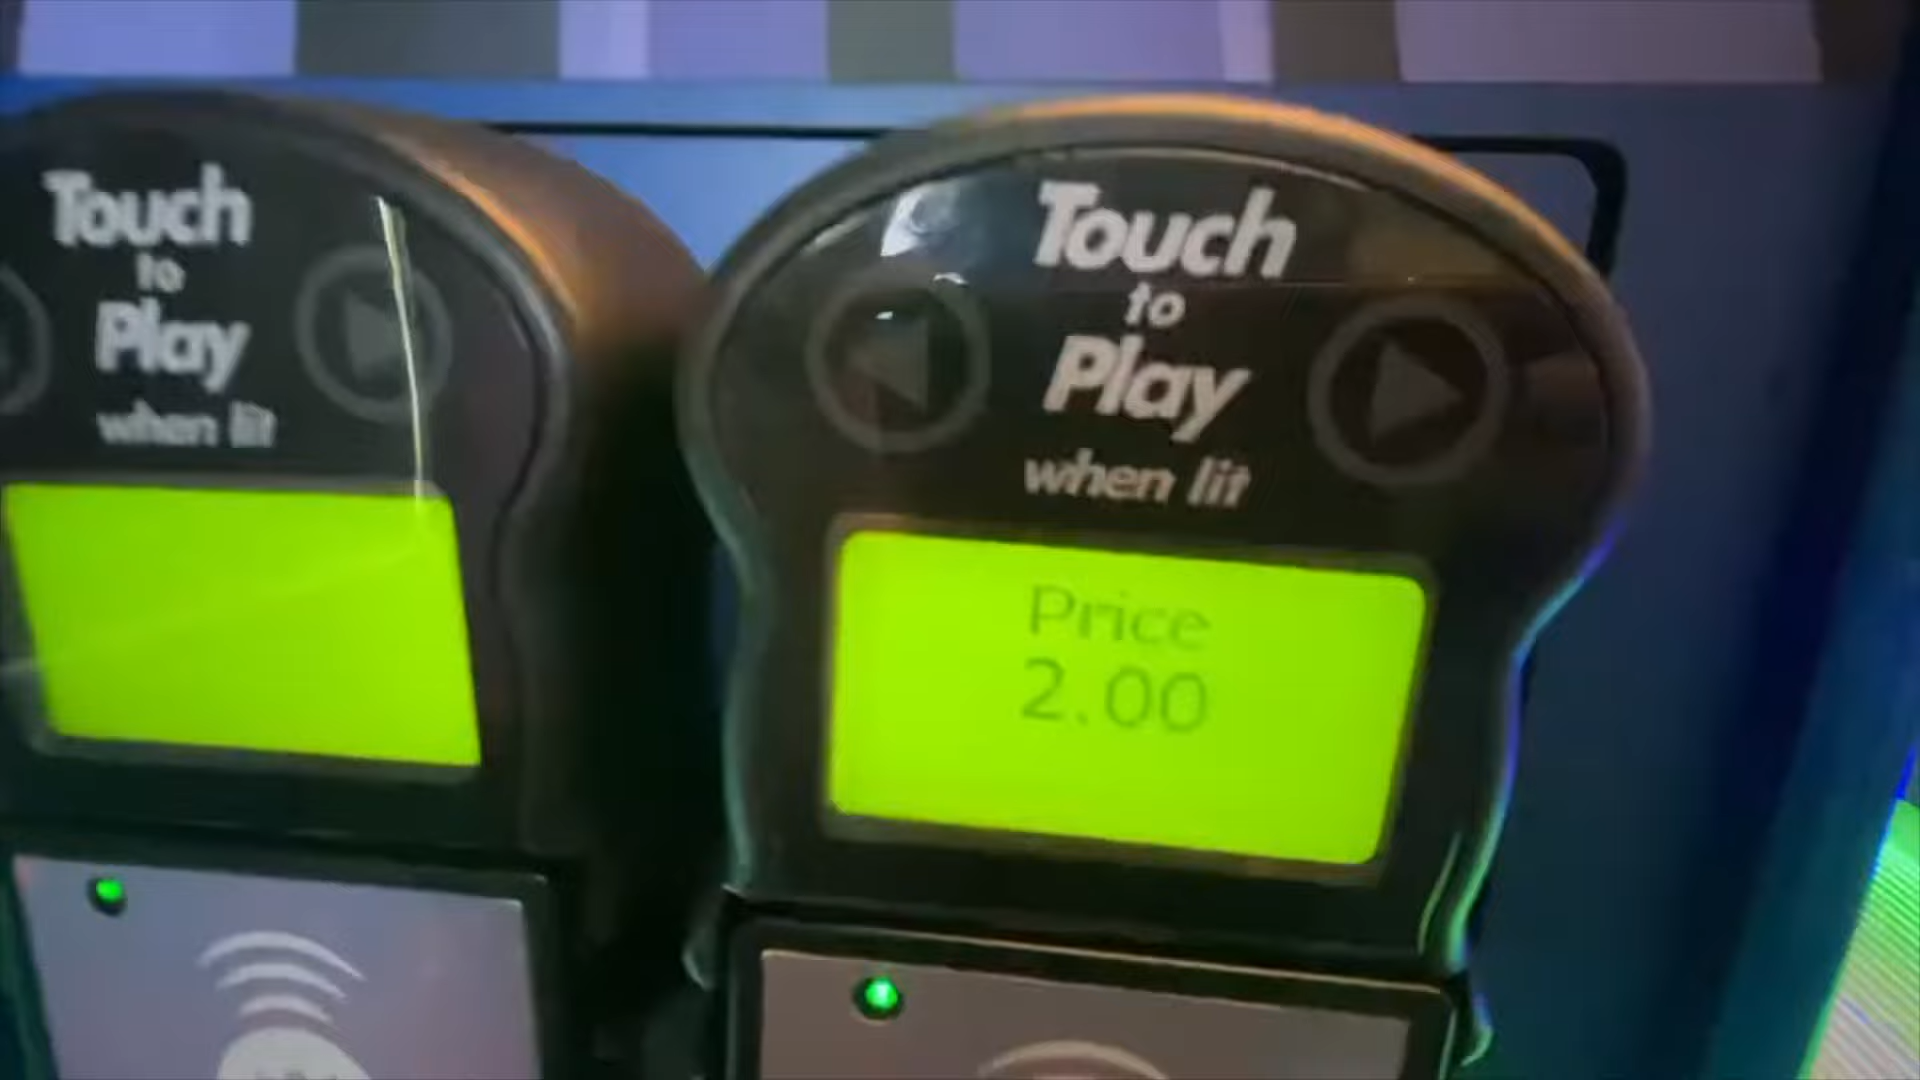 Touch
to
Play
when lit
Touch
to
Play
when lit
Price
2.00